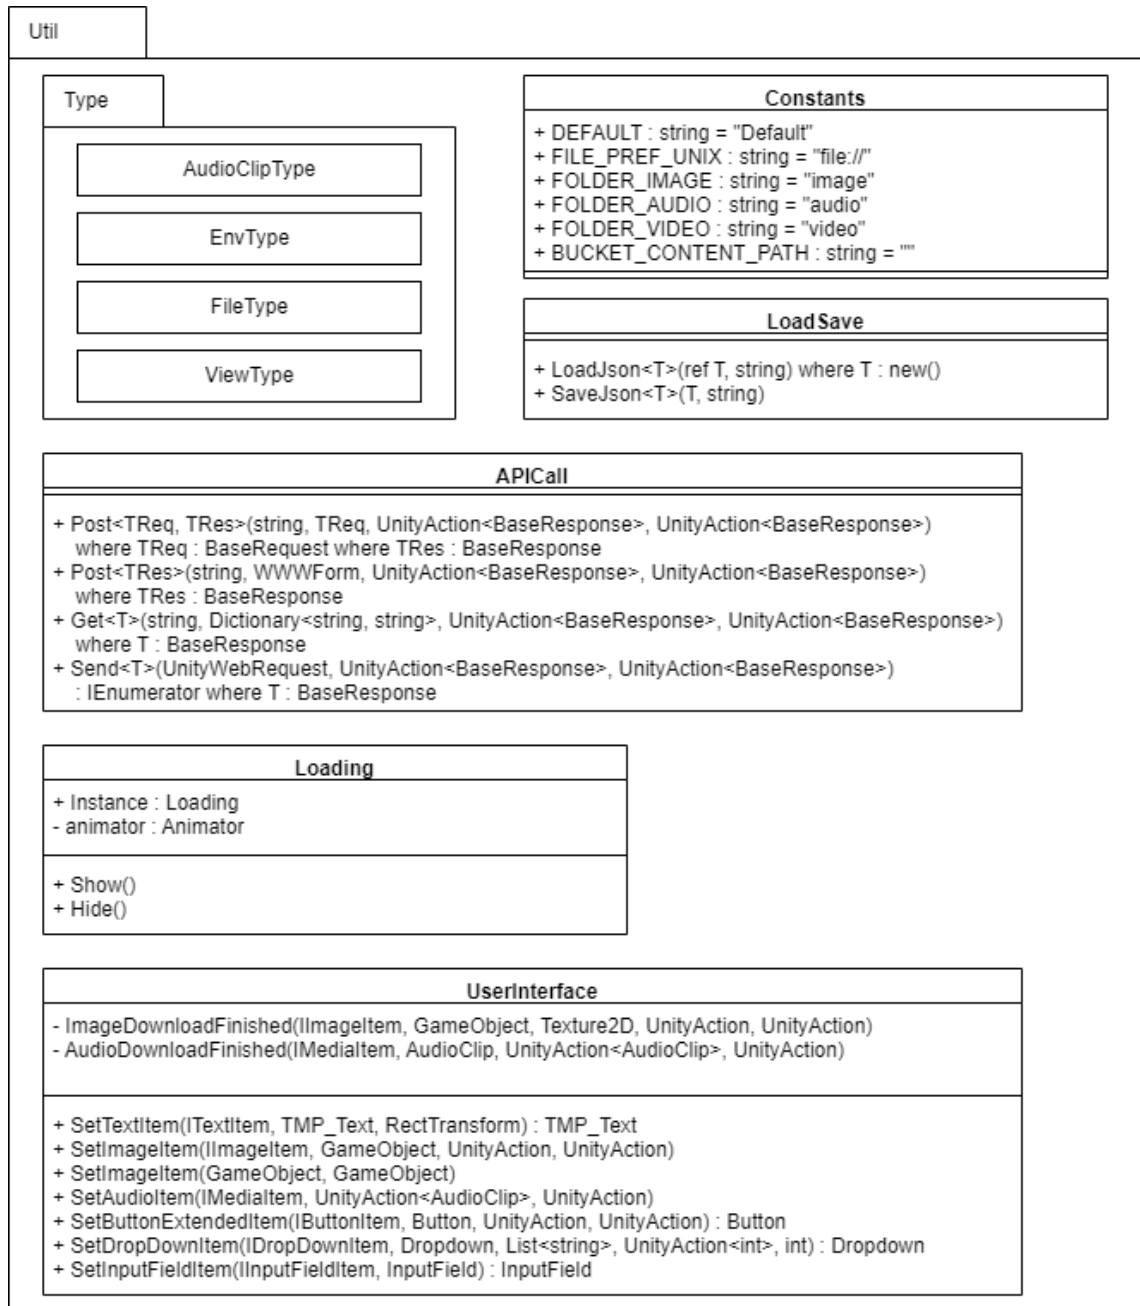 Util
Type
AudioClipType
EnvType
FileType
ViewType
Constants
+ DEFAULT : string = "Default"
+ FILE_PREF_UNIX : string = "file://"
+ FOLDER_IMAGE : string = "image"
+ FOLDER_AUDIO : string = "audio"
+ FOLDER_VIDEO : string = "video"
+ BUCKET_CONTENT_PATH : string = ""
LoadSave
+ LoadJson<T>(ref T, string) where T : new()
+ SaveJson<T>(T, string)
APICall
+ Post<TReq, TRes>(string, TReq, UnityAction<BaseResponse>, UnityAction<BaseResponse>)
where TReq : BaseRequest where TRes : BaseResponse
+ Post<TRes>(string, WWWForm, UnityAction<BaseResponse>, UnityAction<BaseResponse>)
where TRes : BaseResponse
+ Get<T>(string, Dictionary<string, string>, UnityAction<BaseResponse>, UnityAction<BaseResponse>)
where T : BaseResponse
+ Send<T>(UnityWebRequest, UnityAction<BaseResponse>, UnityAction<BaseResponse>)
: IEnumerator where T : BaseResponse
Loading
+ Instance : Loading
- animator : Animator
+ Show()
+ Hide()
UserInterface
- ImageDownloadFinished(IImageItem, GameObject, Texture2D, UnityAction, UnityAction)
- AudioDownloadFinished(IMediaItem, AudioClip, UnityAction<AudioClip>, UnityAction)
+ SetTextItem(ITextItem, TMP_Text, RectTransform) : TMP_Text
+ SetImageItem(IImageItem, GameObject, UnityAction, UnityAction)
+ SetImageItem(GameObject, GameObject)
+ SetAudioItem(IMediaItem, UnityAction<AudioClip>, UnityAction)
+ SetButtonExtendedItem(IButtonItem, Button, UnityAction, UnityAction) : Button
+ SetDropDownItem(IDropDownItem, Dropdown, List<string>, UnityAction<int>, int) : Dropdown
+ SetInputFieldItem(IInputFieldItem, InputField) : InputField